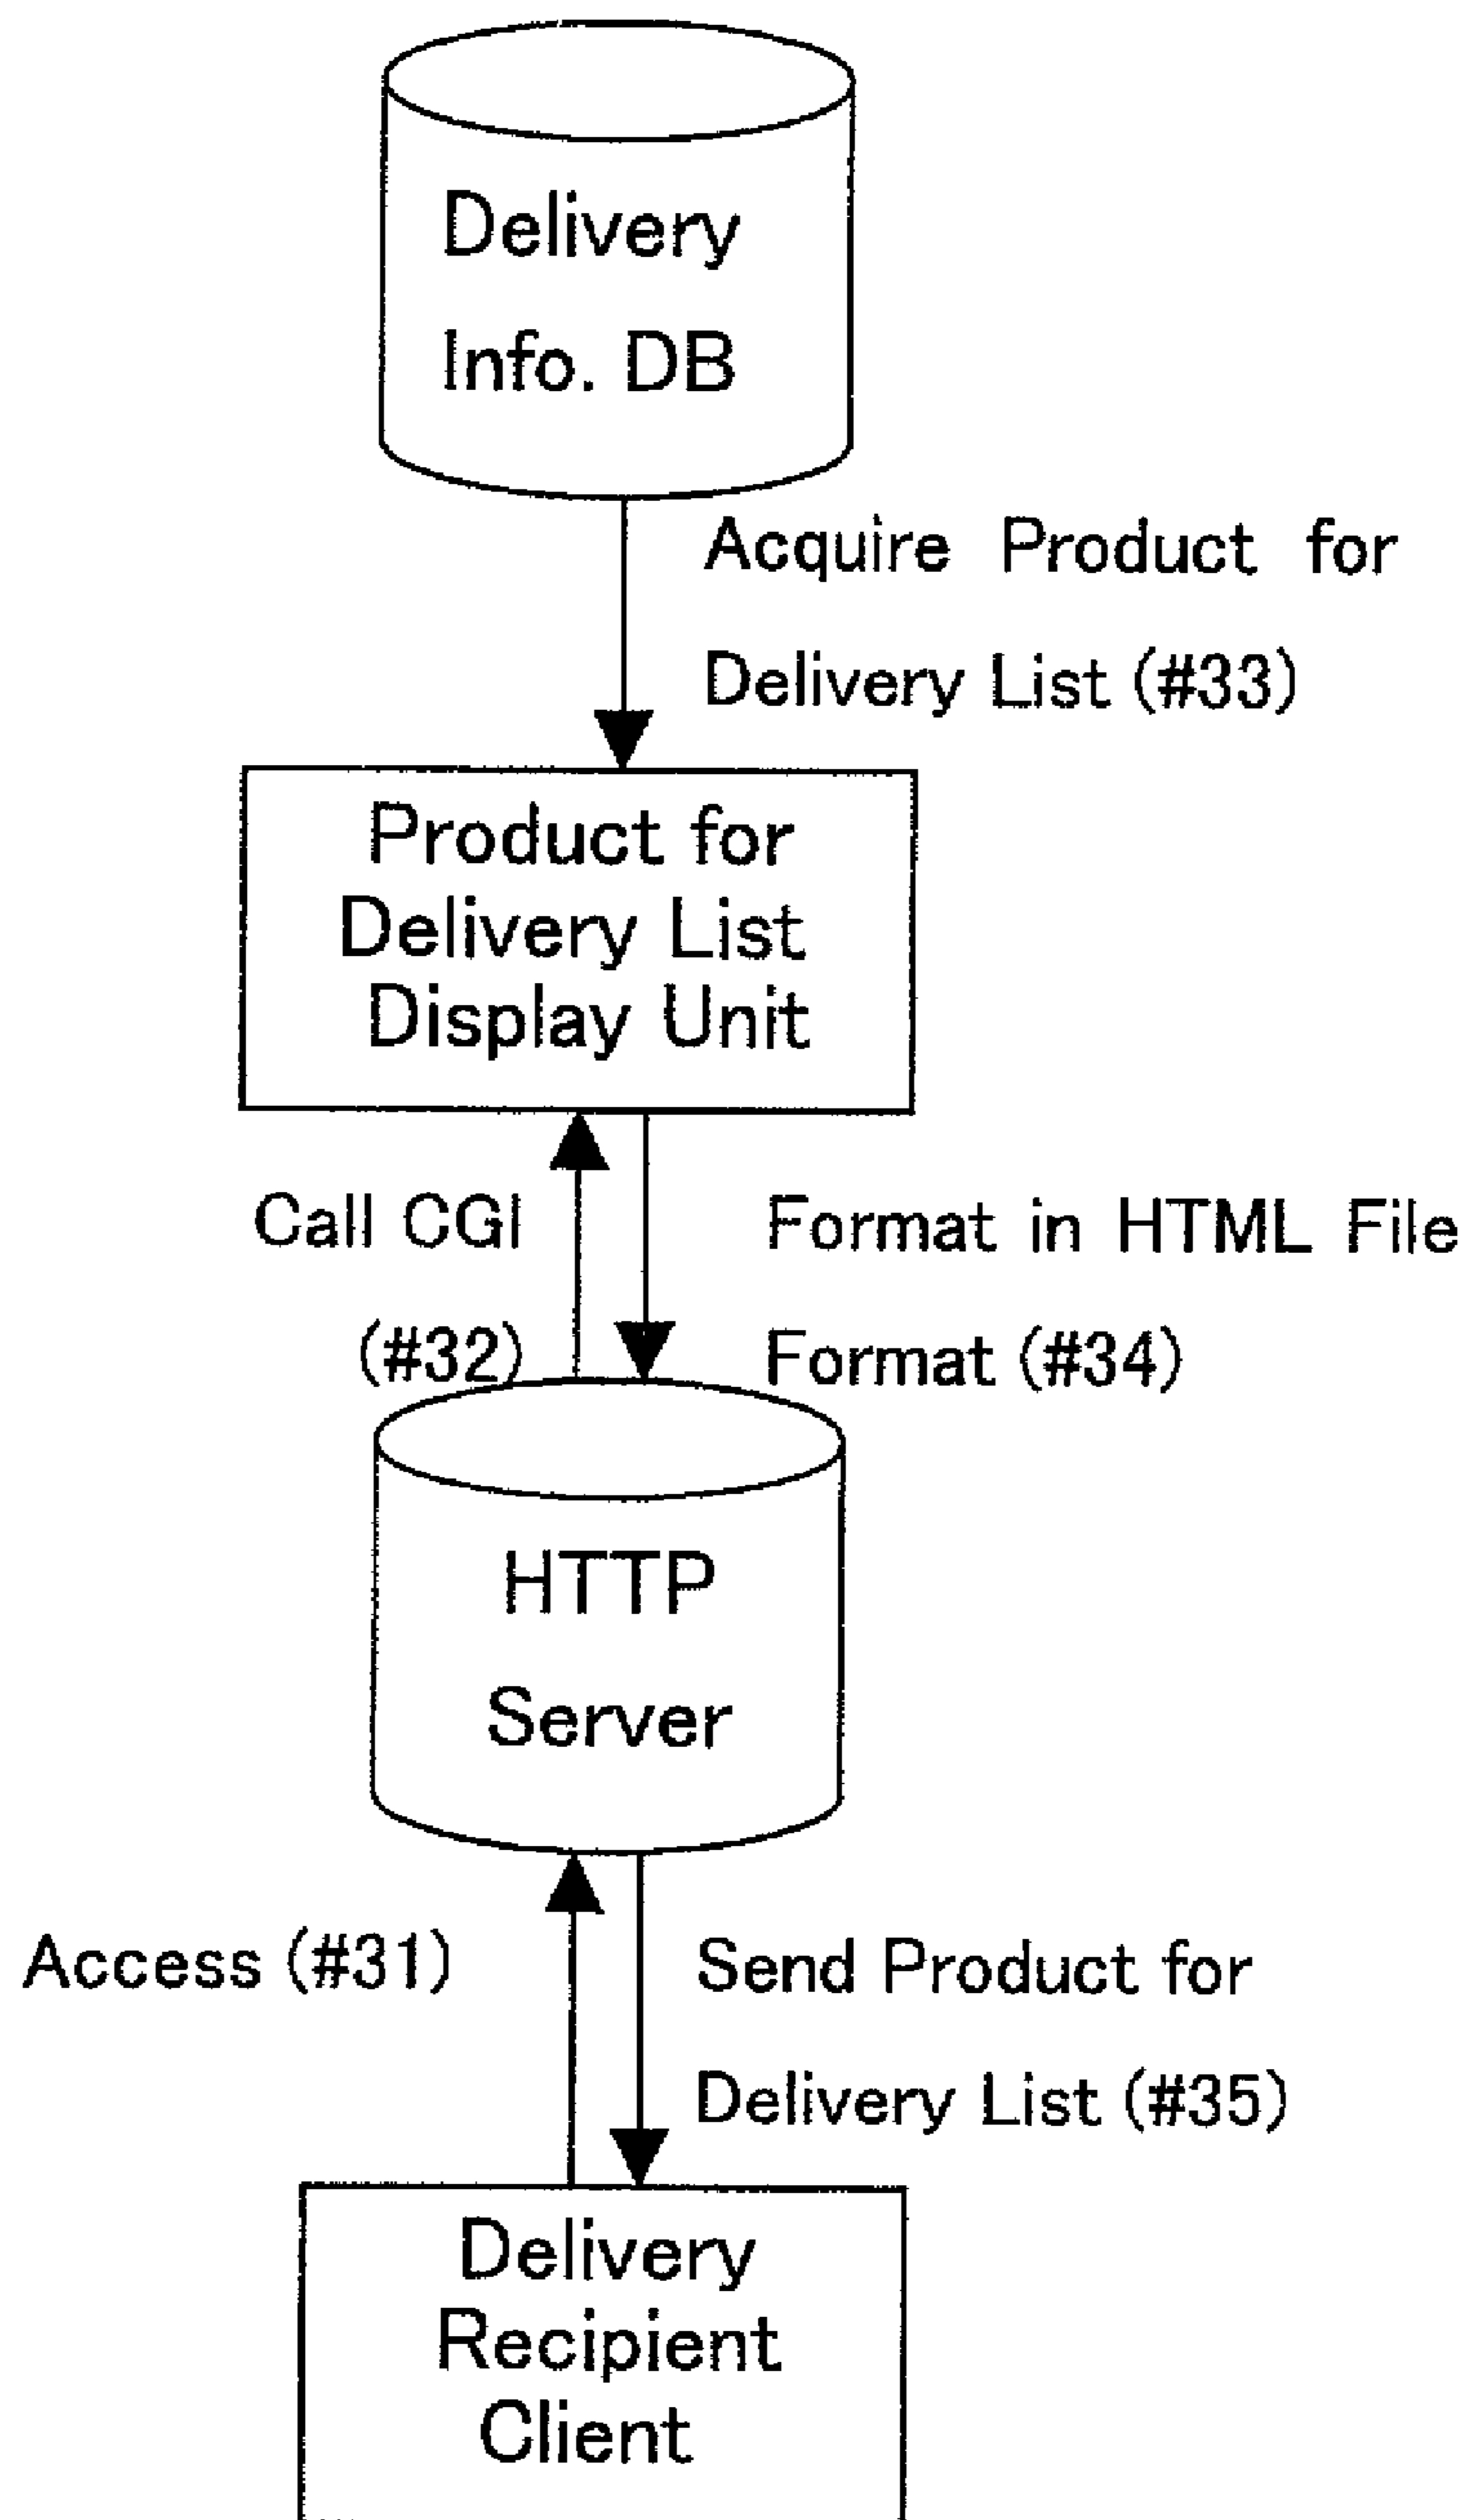 Delivery
Info. DB
Acquire Product for
Delivery List (#33)
Product for
Delivery List
Display Unit
Call CGI
(#32)
Format in HTML File
Format (#34)
HTTP
Server
Access (#31)
Send Product for
Delivery List (#35)
Delivery
Recipient
Client